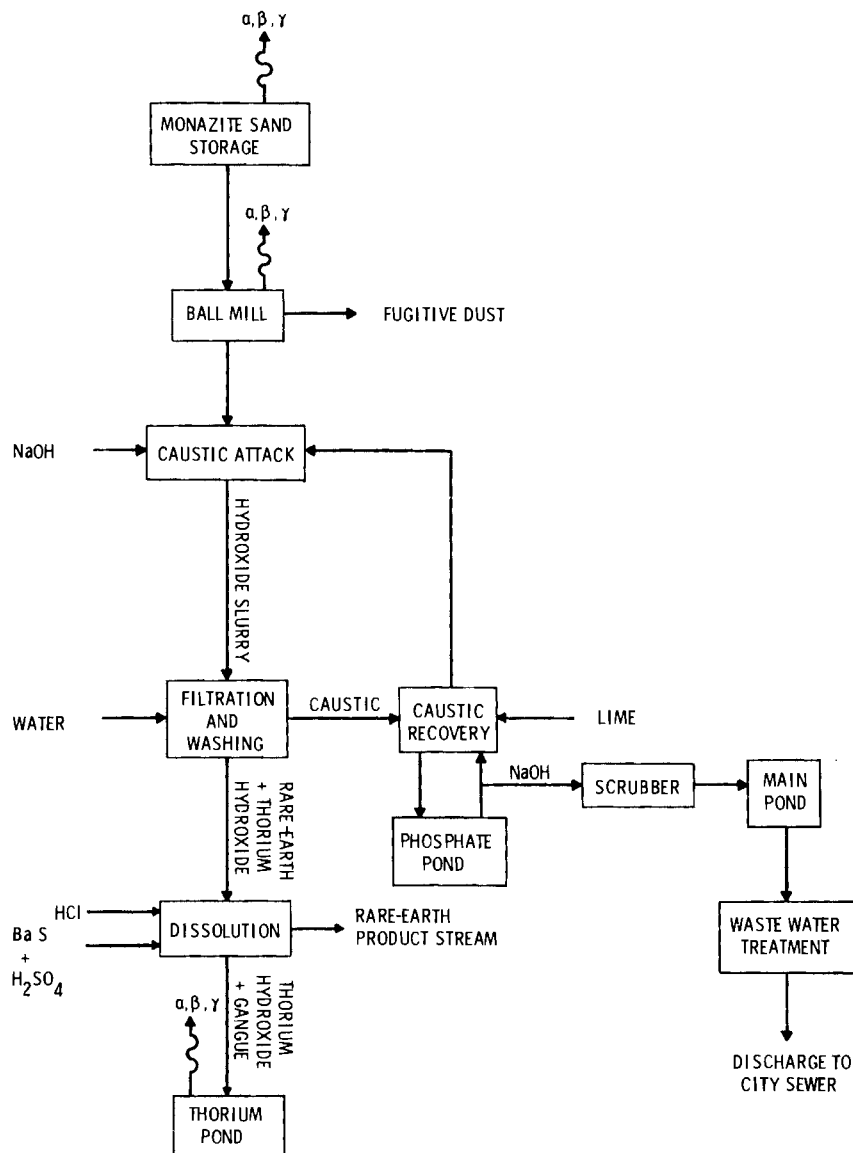 α, β, γ
MONAZITE SAND
STORAGE
α, β, γ
BALL MILL
FUGITIVE DUST
NaOH
CAUSTIC ATTACK
HYDROXIDE SLURRY
WATER
FILTRATION
AND
WASHING
CAUSTIC
CAUSTIC
RECOVERY
LIME
NaOH
SCRUBBER
MAIN
POND
PHOSPHATE
POND
RARE-EARTH
+ THORIUM
HYDROXIDE
HCl
Ba S
+
H₂SO₄
DISSOLUTION
RARE-EARTH
PRODUCT STREAM
WASTE WATER
TREATMENT
THORIUM
HYDROXIDE
+ GANGUE
α, β, γ
THORIUM
POND
DISCHARGE TO
CITY SEWER